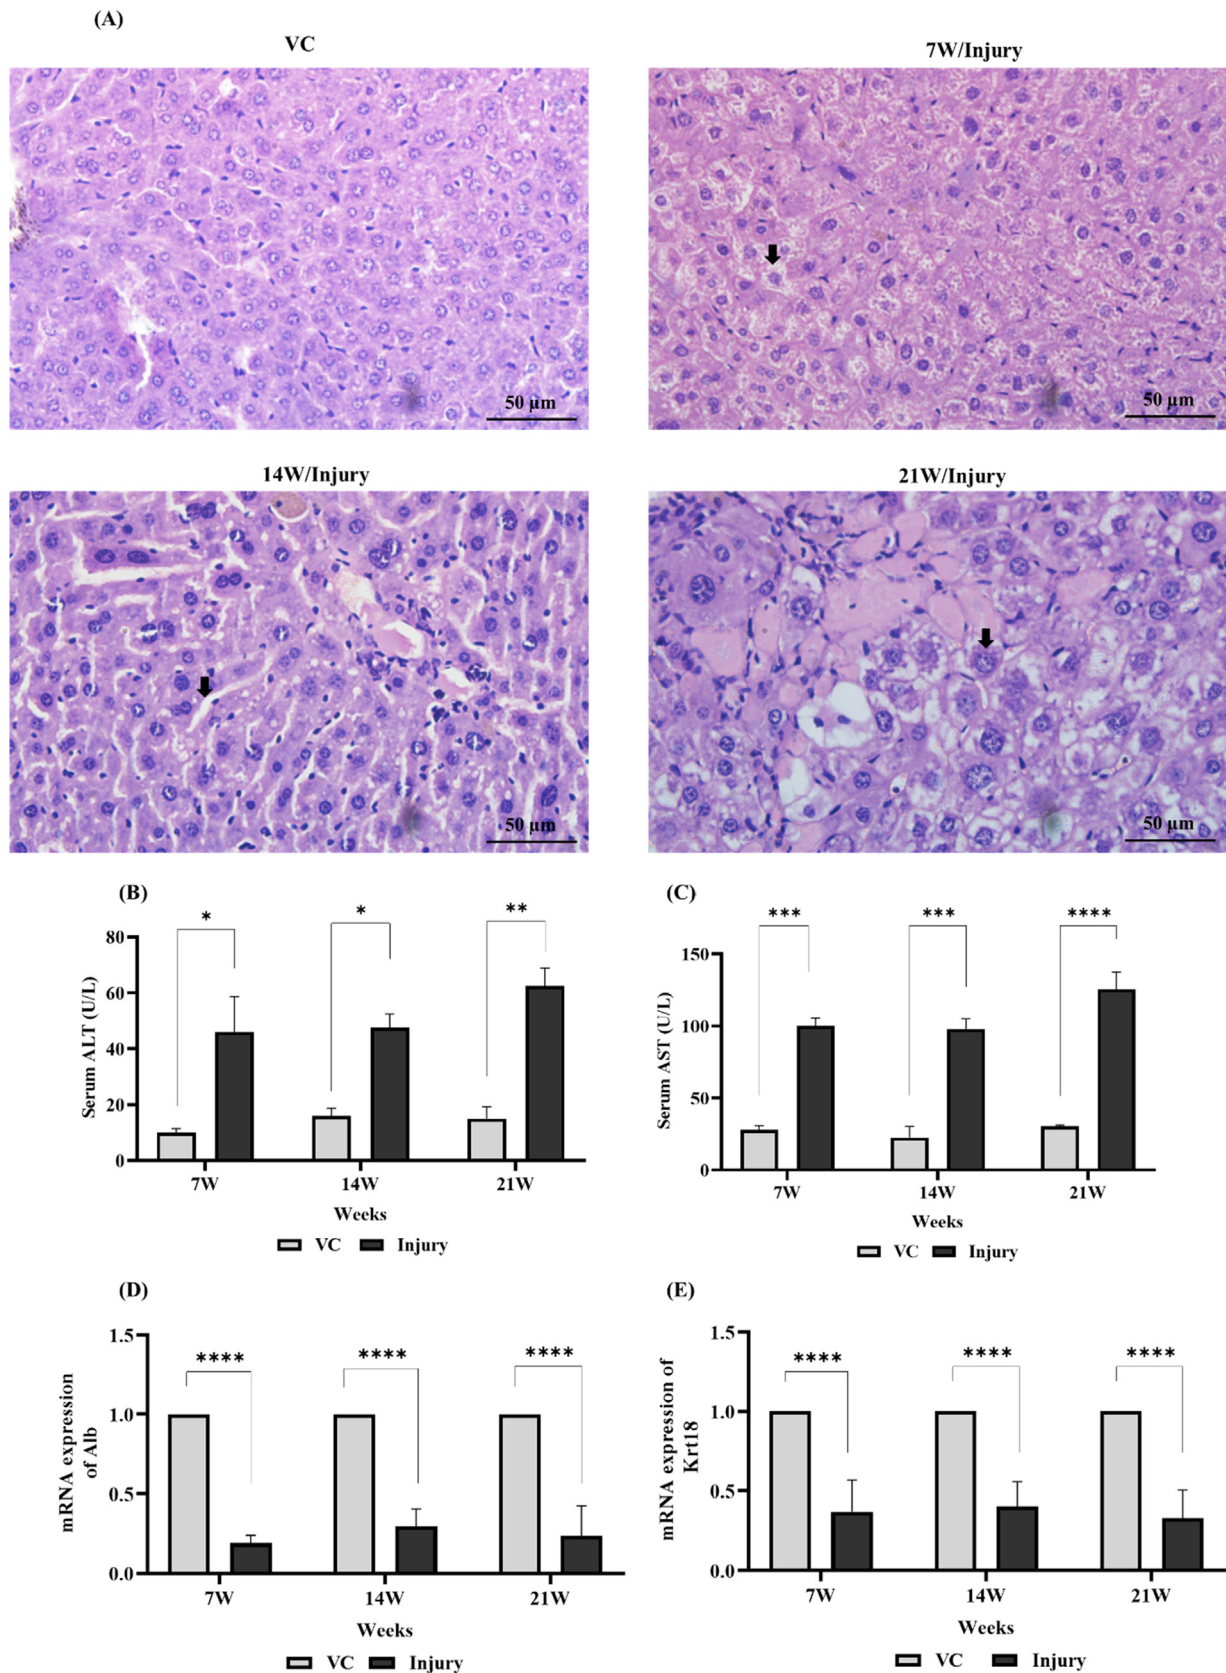 (A)
VC
7W/Injury
50 µm
50 µm
14W/Injury
21W/Injury
50 µm
50 µm
(B)
* * **
80
60
40
20
0
Serum ALT (U/L)
7W 14W 21W
Weeks
VC Injury
(C)
*** *** ****
150
100
50
0
Serum AST (U/L)
7W 14W 21W
Weeks
VC Injury
(D)
1.5
1.0
0.5
0.0
**** **** ****
mRNA expression
of Alb
7W 14W 21W
Weeks
VC Injury
(E)
1.5
1.0
0.5
0.0
**** **** ****
mRNA expression of
Krt18
7W 14W 21W
Weeks
VC Injury